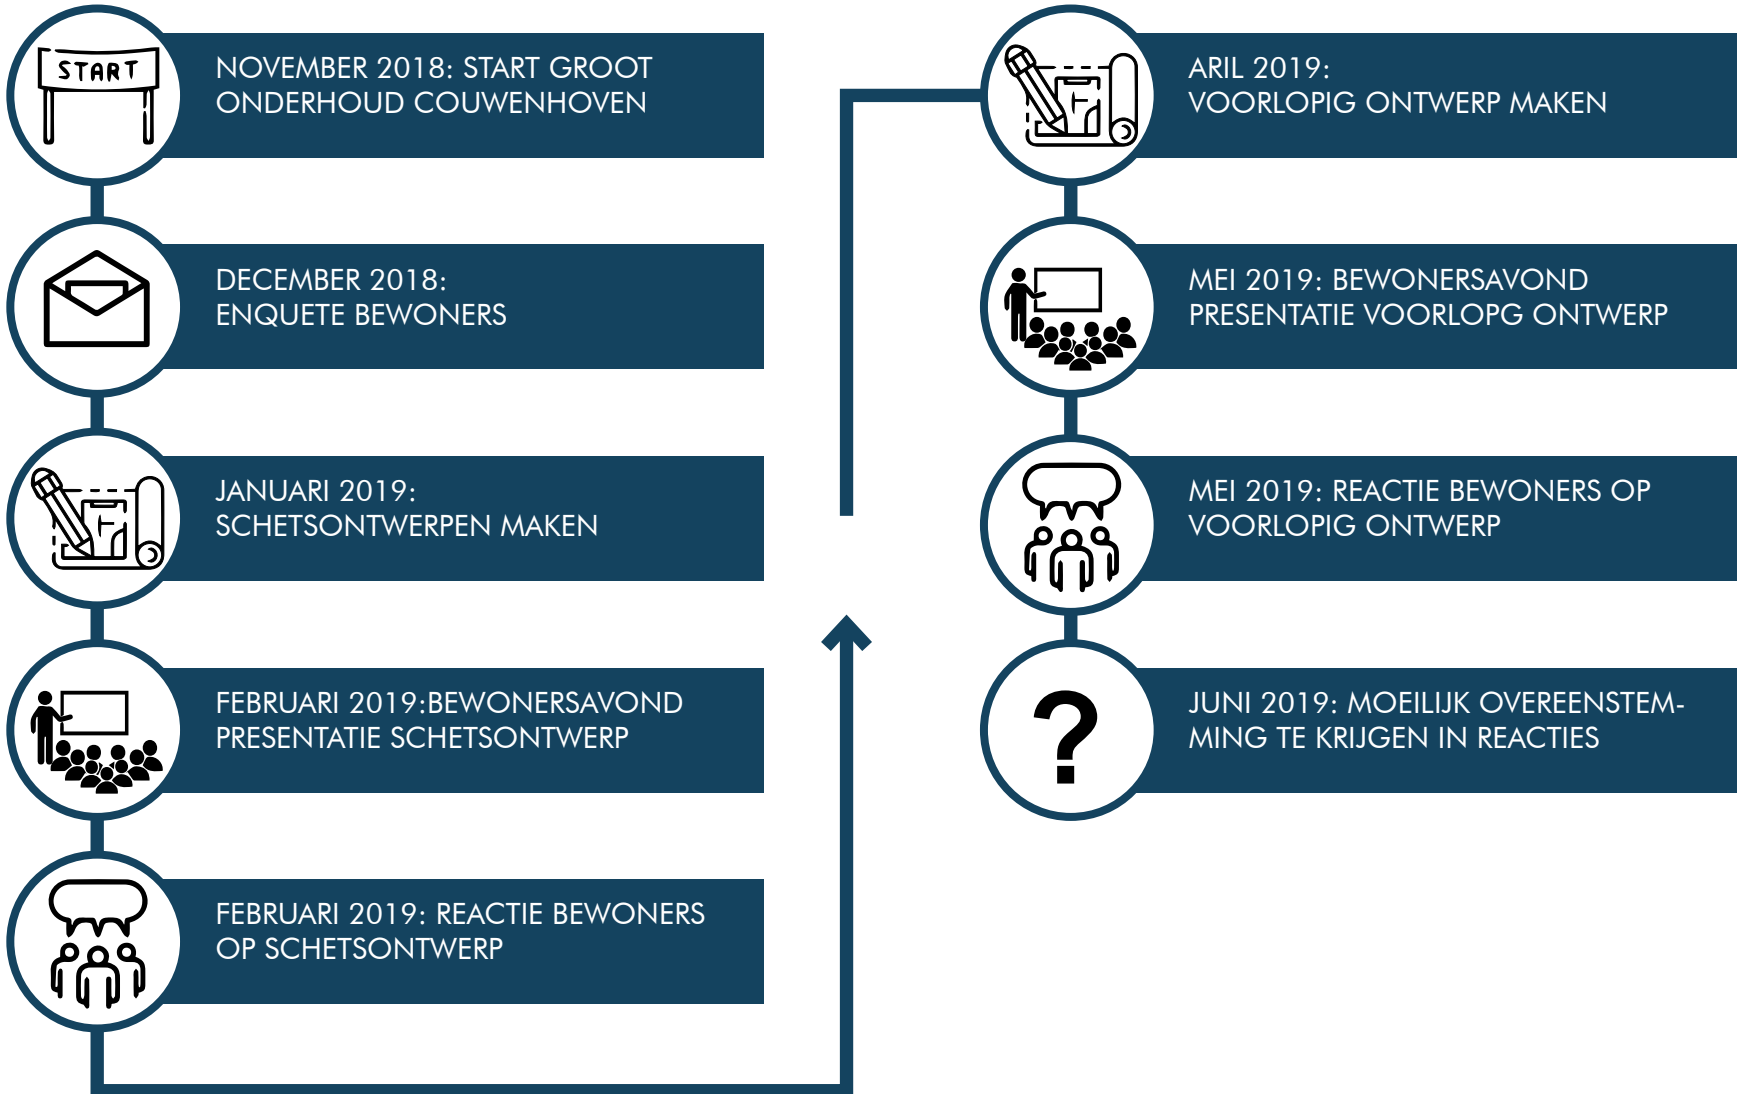 START
NOVEMBER 2018: START GROOT
ONDERHOUD COUWENHOVEN
DECEMBER 2018:
ENQUETE BEWONERS
JANUARI 2019:
SCHETSONTWERPEN MAKEN
FEBRUARI 2019:BEWONERSAVOND
PRESENTATIE SCHETSONTWERP
FEBRUARI 2019: REACTIE BEWONERS
OP SCHETSONTWERP
ARIL 2019:
VOORLOPIG ONTWERP MAKEN
MEI 2019: BEWONERSAVOND
PRESENTATIE VOORLOPG ONTWERP
MEI 2019: REACTIE BEWONERS OP
VOORLOPIG ONTWERP
?
JUNI 2019: MOEILIJK OVEREENSTEM-
MING TE KRIJGEN IN REACTIES